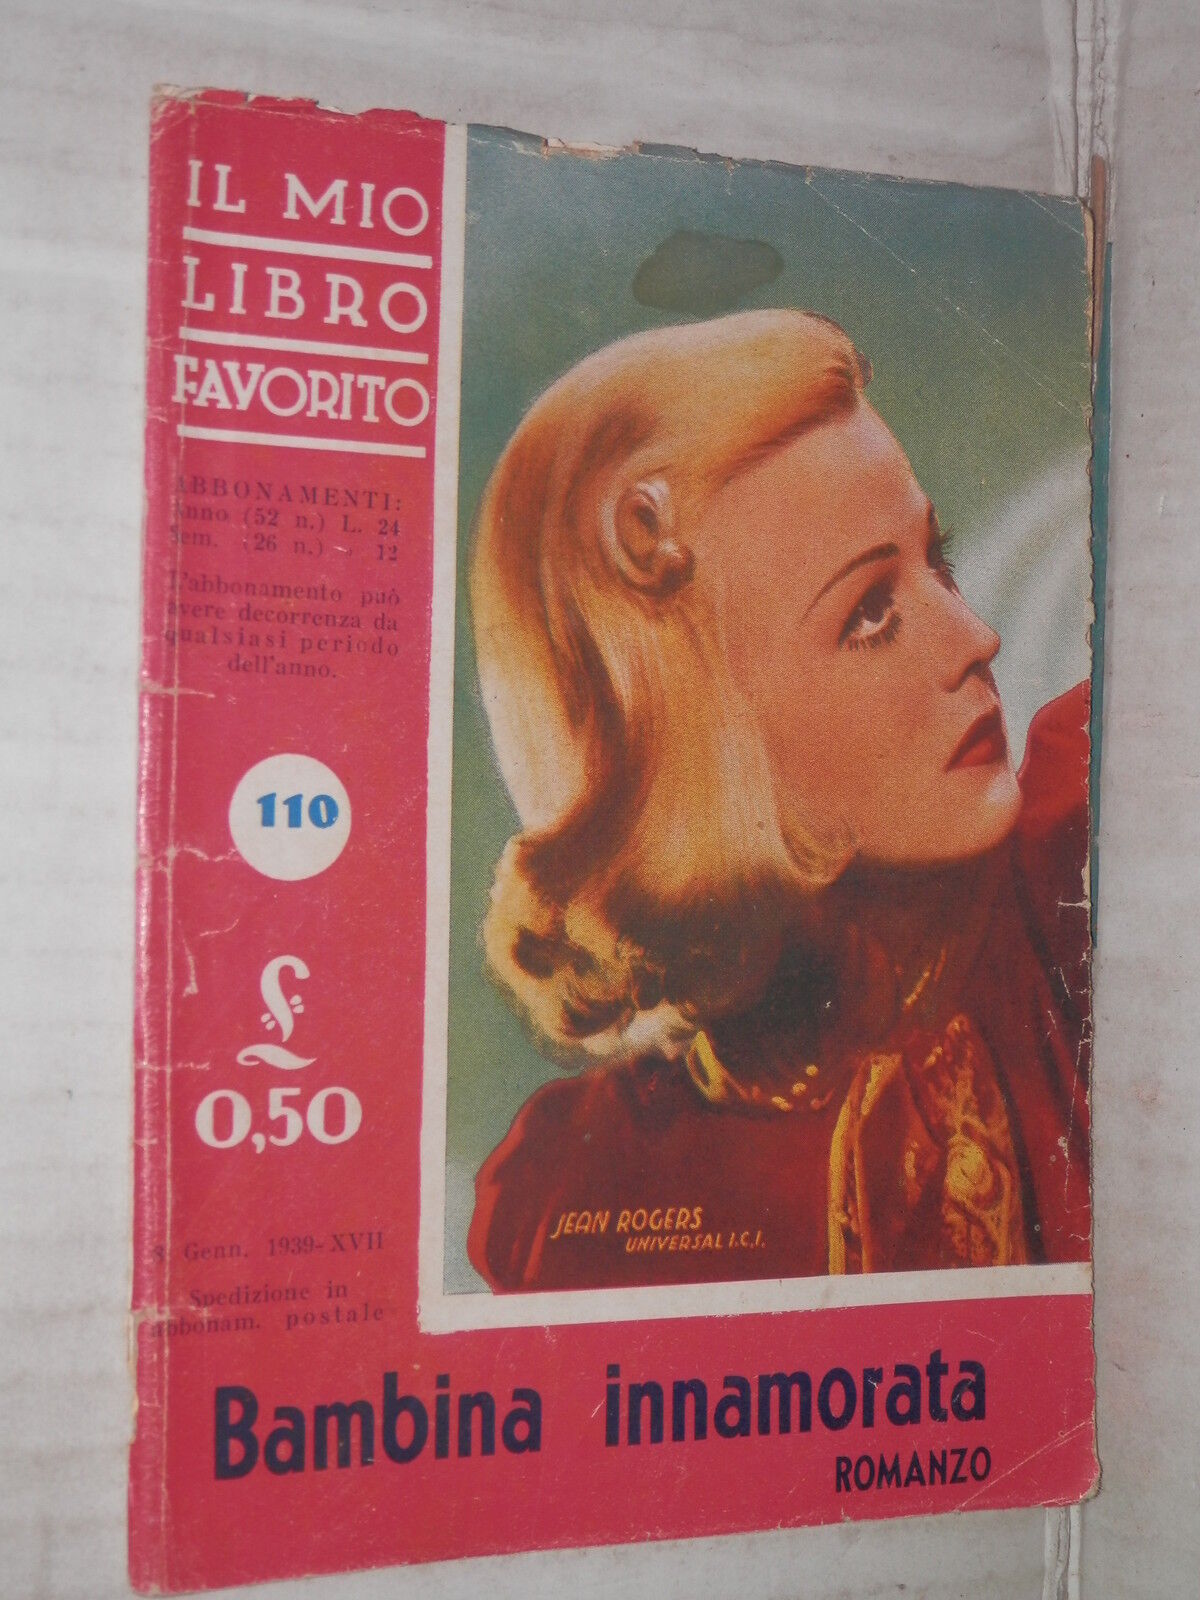 IL MIO
LIBRO
FAVORITO
ABBONAMENTI:
Anno (52 n.) L. 24
Sem. (26 n.) „ 12
L'abbonamento può
avere decorrenza da
qualsiasi periodo
dell'anno.
110
£
0,50
Genn. 1939-XVII
Spedizione in
abbonam. postale
JEAN ROGERS
UNIVERSAL I.C.I.
Bambina innamorata
ROMANZO